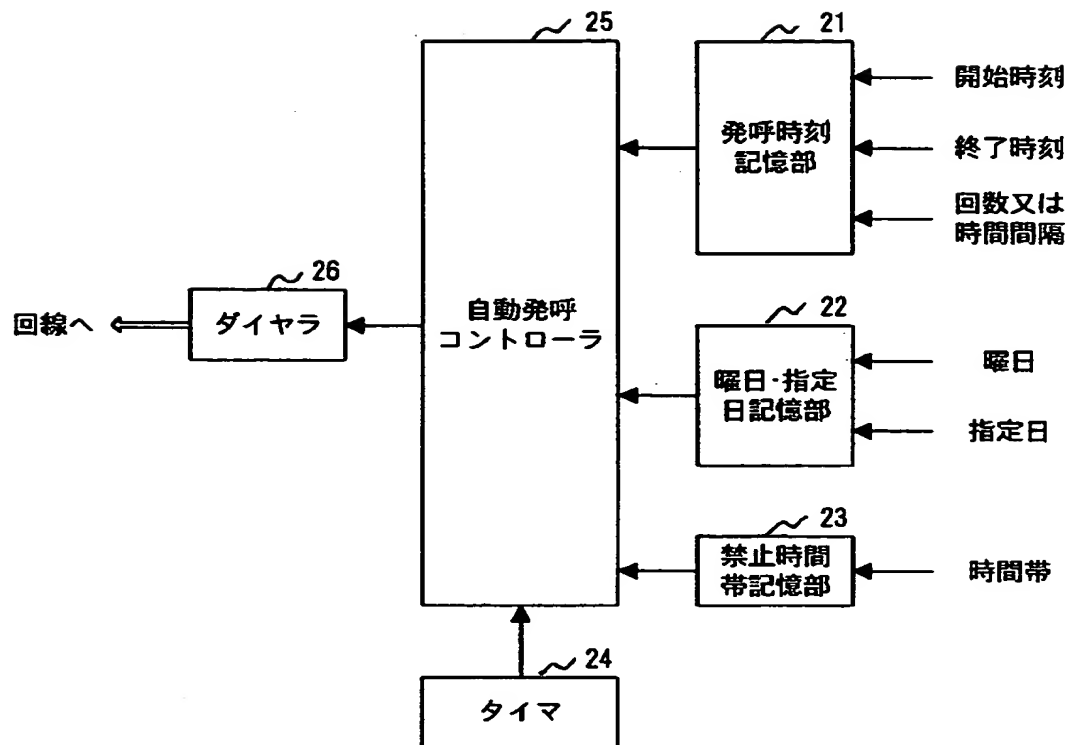 25
21
開始時刻
発呼時刻
記憶部
終了時刻
回数又は
時間間隔
26
回線へ
ダイヤラ
自動発呼
コントローラ
22
曜日・指定
日記憶部
曜日
指定日
23
禁止時間
帯記憶部
時間帯
24
タイマ